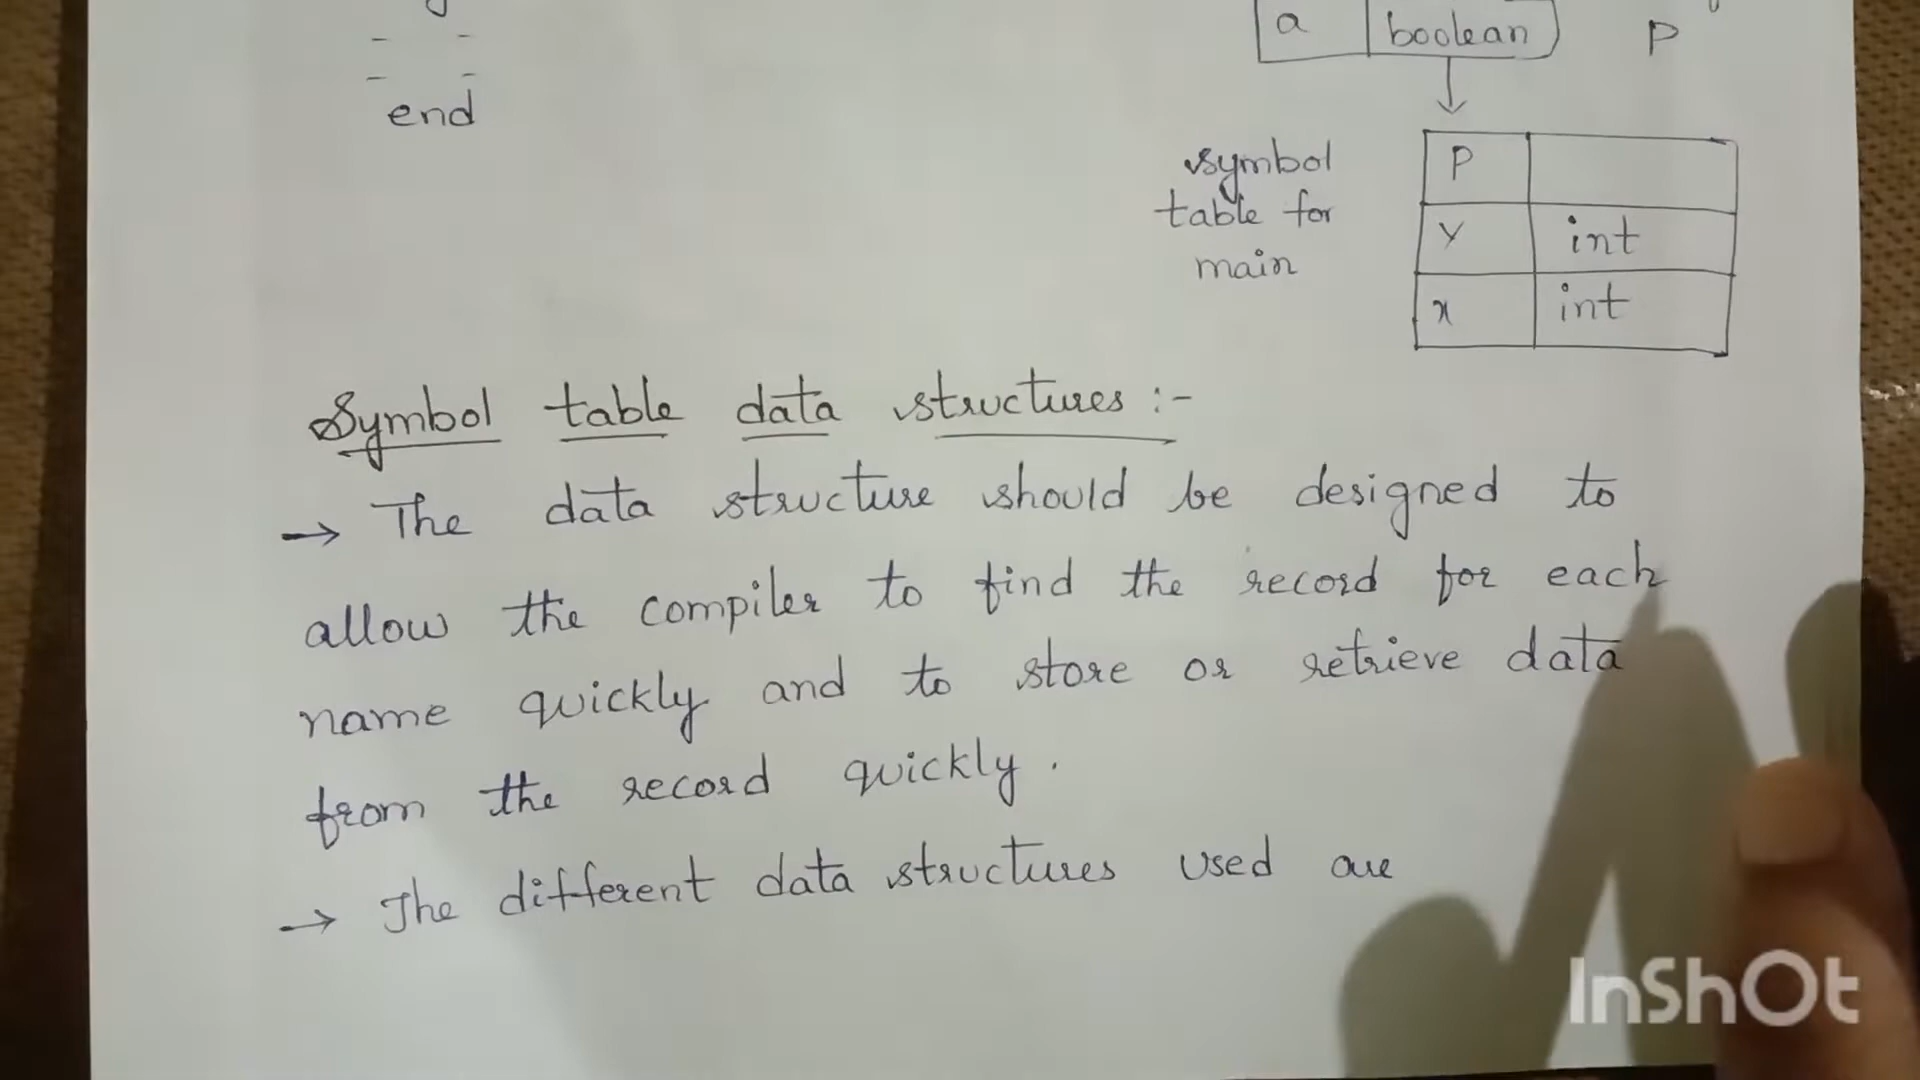 a boolean P
end
symbol
table for
main
P
y int
x int
Symbol table data structures :-
→ The data structure should be designed to
allow the compiler to find the record for each
name quickly and to store or retrieve data
from the record quickly.
→ The different data structures used are
InShOt